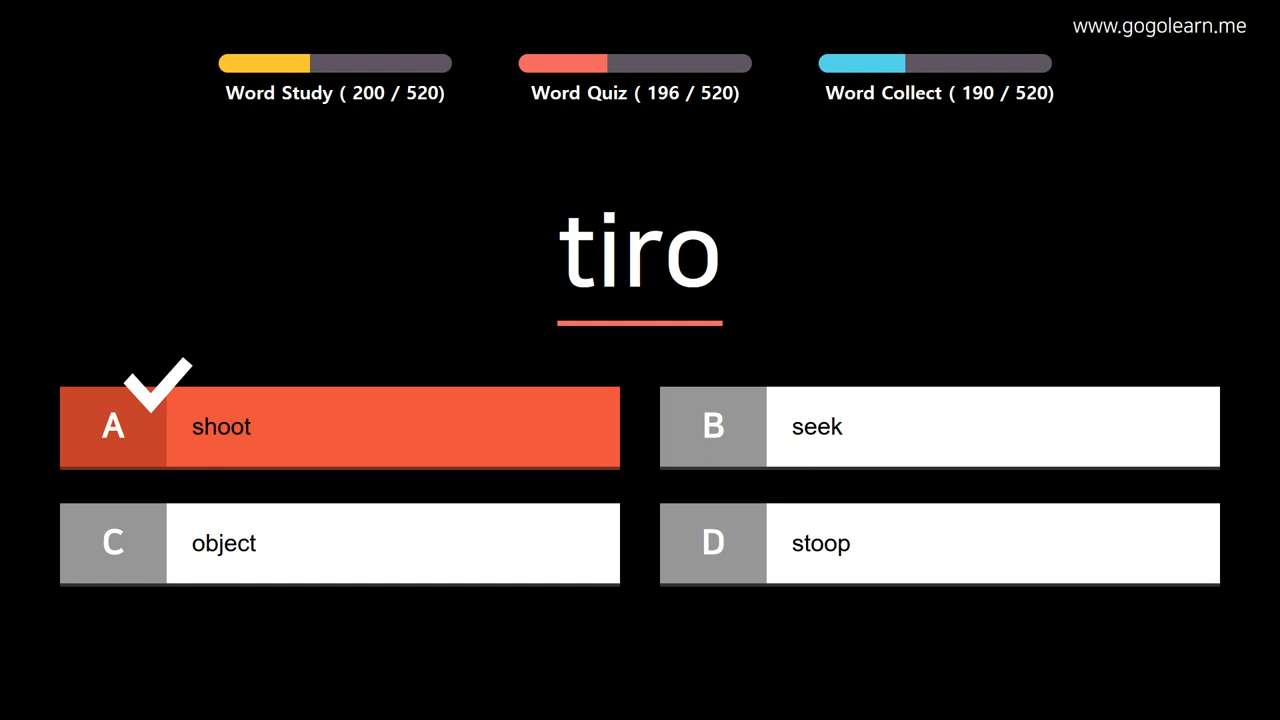 www.gogolearn.me
Word Study ( 200 / 520)
Word Quiz ( 196 / 520)
Word Collect ( 190 / 520)
tiro
A shoot
B seek
C object
D stoop